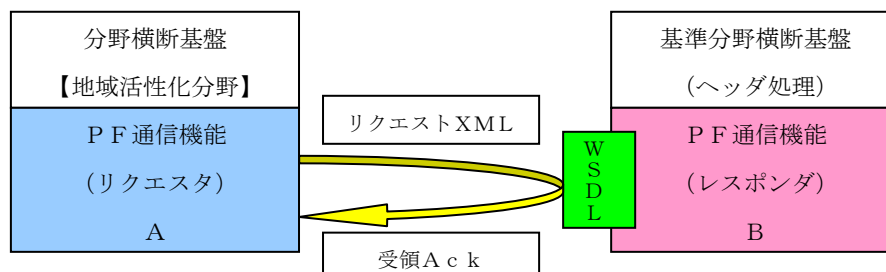 分野横断基盤
【地域活性化分野】
ＰＦ通信機能
（リクエスタ）
Ａ
リクエストXML
受領Ａｃｋ
ＷＳＤＬ
基準分野横断基盤
（ヘッダ処理）
ＰＦ通信機能
（レスポンダ）
Ｂ